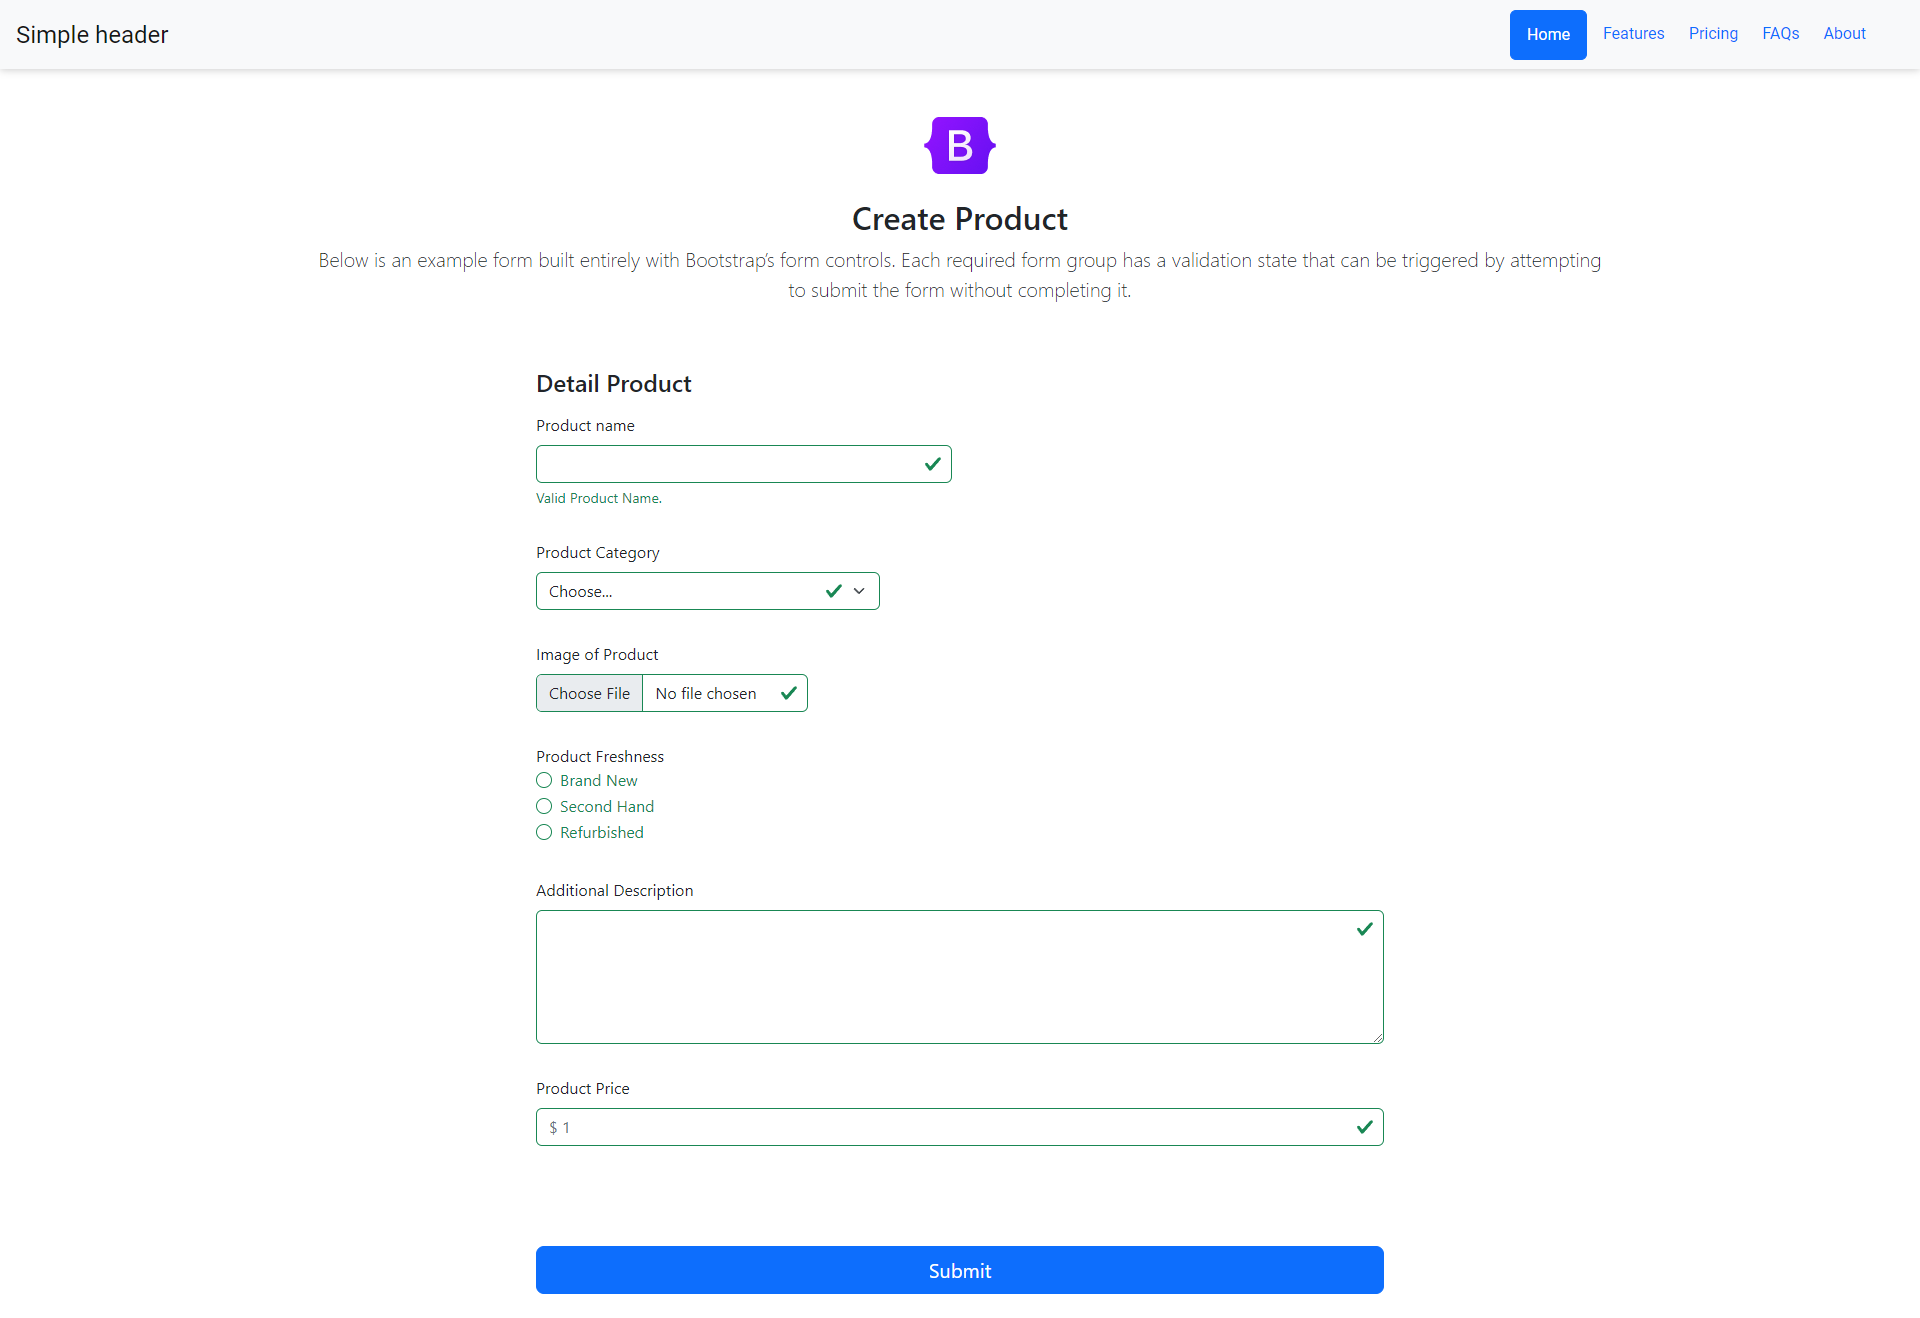 Simple header
Home Features Pricing FAQs About
B
Create Product
Below is an example form built entirely with Bootstrap’s form controls. Each required form group has a validation state that can be triggered by attempting
to submit the form without completing it.
Detail Product
Product name
Valid Product Name.
Product Category
Choose...
Image of Product
Choose File No file chosen
Product Freshness
Brand New
Second Hand
Refurbished
Additional Description
Product Price
$ 1
Submit